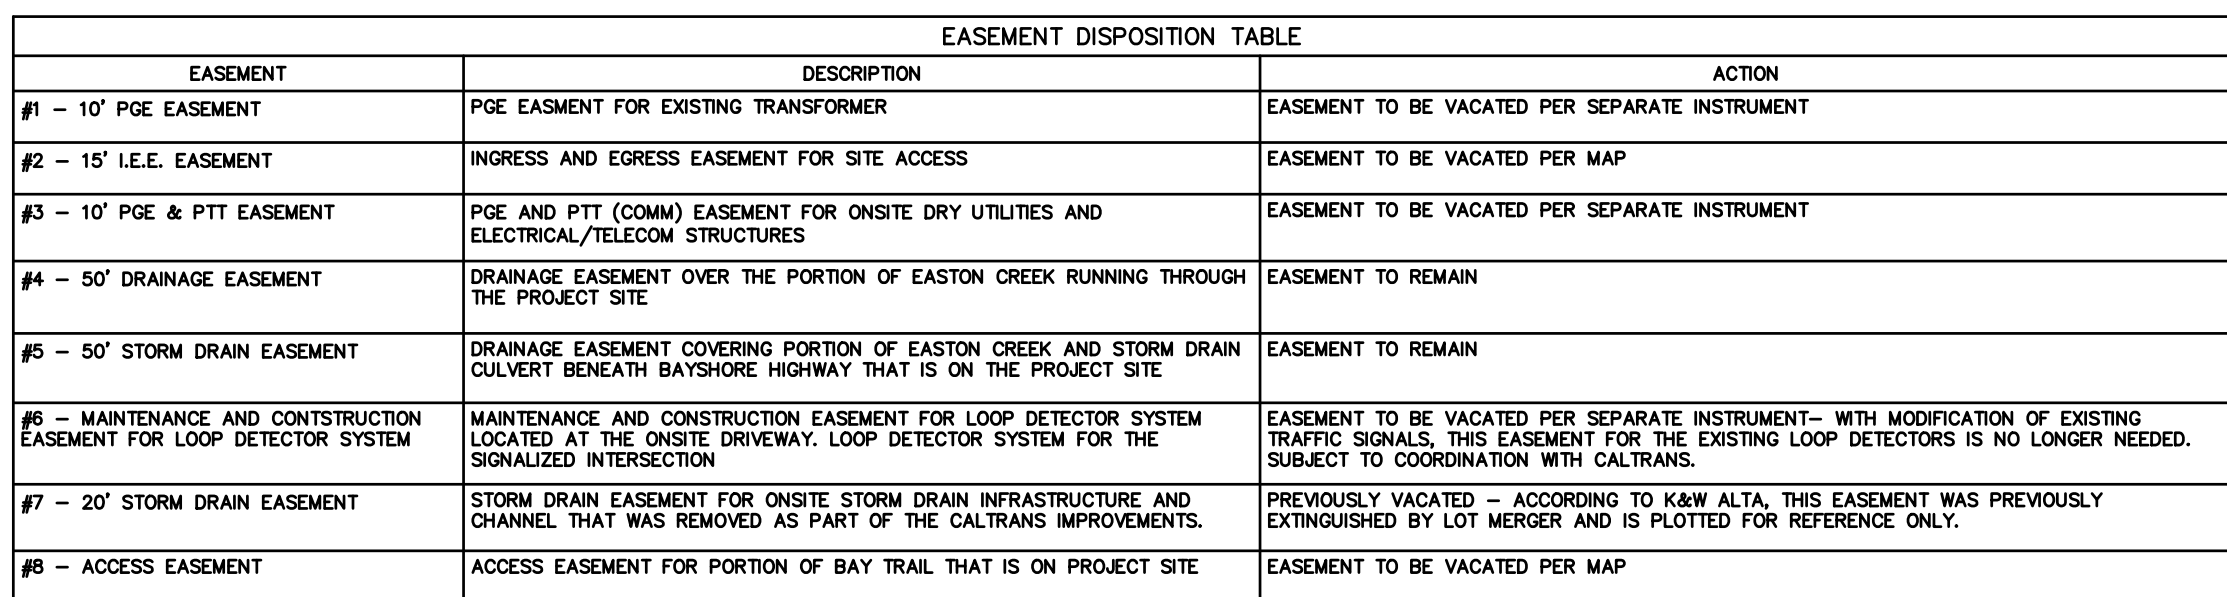 EASEMENT DISPOSITION TABLE
EASEMENT
DESCRIPTION
ACTION
#1 – 10' PGE EASEMENT
PGE EASMENT FOR EXISTING TRANSFORMER
EASEMENT TO BE VACATED PER SEPARATE INSTRUMENT
#2 – 15' I.E.E. EASEMENT
INGRESS AND EGRESS EASEMENT FOR SITE ACCESS
EASEMENT TO BE VACATED PER MAP
#3 – 10' PGE & PTT EASEMENT
PGE AND PTT (COMM) EASEMENT FOR ONSITE DRY UTILITIES AND
ELECTRICAL/TELECOM STRUCTURES
EASEMENT TO BE VACATED PER SEPARATE INSTRUMENT
#4 – 50' DRAINAGE EASEMENT
DRAINAGE EASEMENT OVER THE PORTION OF EASTON CREEK RUNNING THROUGH
THE PROJECT SITE
EASEMENT TO REMAIN
#5 – 50' STORM DRAIN EASEMENT
DRAINAGE EASEMENT COVERING PORTION OF EASTON CREEK AND STORM DRAIN
CULVERT BENEATH BAYSHORE HIGHWAY THAT IS ON THE PROJECT SITE
EASEMENT TO REMAIN
#6 – MAINTENANCE AND CONTSTRUCTION
EASEMENT FOR LOOP DETECTOR SYSTEM
MAINTENANCE AND CONSTRUCTION EASEMENT FOR LOOP DETECTOR SYSTEM
LOCATED AT THE ONSITE DRIVEWAY. LOOP DETECTOR SYSTEM FOR THE
SIGNALIZED INTERSECTION
EASEMENT TO BE VACATED PER SEPARATE INSTRUMENT– WITH MODIFICATION OF EXISTING
TRAFFIC SIGNALS, THIS EASEMENT FOR THE EXISTING LOOP DETECTORS IS NO LONGER NEEDED.
SUBJECT TO COORDINATION WITH CALTRANS.
#7 – 20' STORM DRAIN EASEMENT
STORM DRAIN EASEMENT FOR ONSITE STORM DRAIN INFRASTRUCTURE AND
CHANNEL THAT WAS REMOVED AS PART OF THE CALTRANS IMPROVEMENTS.
PREVIOUSLY VACATED – ACCORDING TO K&W ALTA, THIS EASEMENT WAS PREVIOUSLY
EXTINGUISHED BY LOT MERGER AND IS PLOTTED FOR REFERENCE ONLY.
#8 – ACCESS EASEMENT
ACCESS EASEMENT FOR PORTION OF BAY TRAIL THAT IS ON PROJECT SITE
EASEMENT TO BE VACATED PER MAP